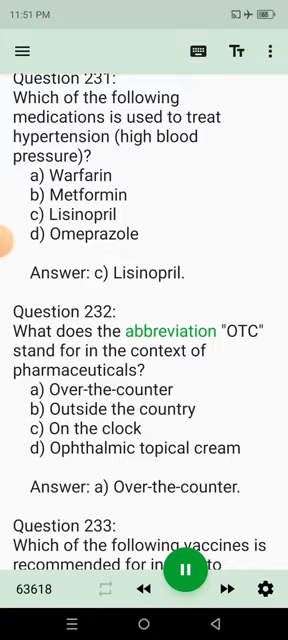 11:51 PM
Question 231:
Which of the following
medications is used to treat
hypertension (high blood
pressure)?
a) Warfarin
b) Metformin
c) Lisinopril
d) Omeprazole
Answer: c) Lisinopril.
Question 232:
What does the abbreviation "OTC"
stand for in the context of
pharmaceuticals?
a) Over-the-counter
b) Outside the country
c) On the clock
d) Ophthalmic topical cream
Answer: a) Over-the-counter.
Question 233:
Which of the following vaccines is
recommended for in to
63618